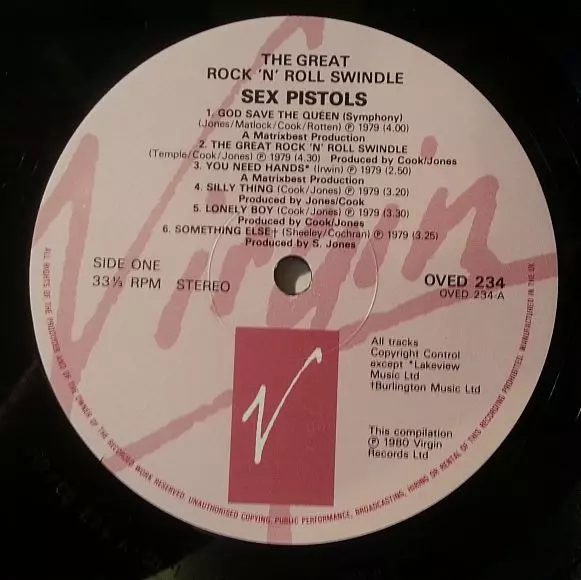 THE GREAT
ROCK 'N' ROLL SWINDLE
SEX PISTOLS
1. GOD SAVE THE QUEEN (Symphony)
(Jones/Matlock/Cook/Rotten) ℗ 1979 (4.00)
A Matrixbest Production
2. THE GREAT ROCK 'N' ROLL SWINDLE
(Temple/Cook/Jones) ℗ 1979 (4.30) Produced by Cook/Jones
3. YOU NEED HANDS* (Irwin) ℗ 1979 (2.50)
A Matrixbest Production
4. SILLY THING (Cook/Jones) ℗ 1979 (3.20)
Produced by Jones/Cook
5. LONELY BOY (Cook/Jones) ℗ 1979 (3.30)
Produced by Cook/Jones
6. SOMETHING ELSE† (Sheeley/Cochran) ℗ 1979 (3.25)
Produced by S. Jones
SIDE ONE
33⅓ RPM STEREO
OVED 234
OVED 234-A
All tracks
Copyright Control
except *Lakeview
Music Ltd
†Burlington Music Ltd
This compilation
℗ 1980 Virgin
Records Ltd
Virgin
V
ALL RIGHTS OF THE PRODUCER AND OF THE OWNER OF THE RECORDED WORK RESERVED. UNAUTHORISED COPYING, PUBLIC PERFORMANCE, BROADCASTING, HIRING OR RENTAL OF THIS RECORDING PROHIBITED. MANUFACTURED IN THE UK